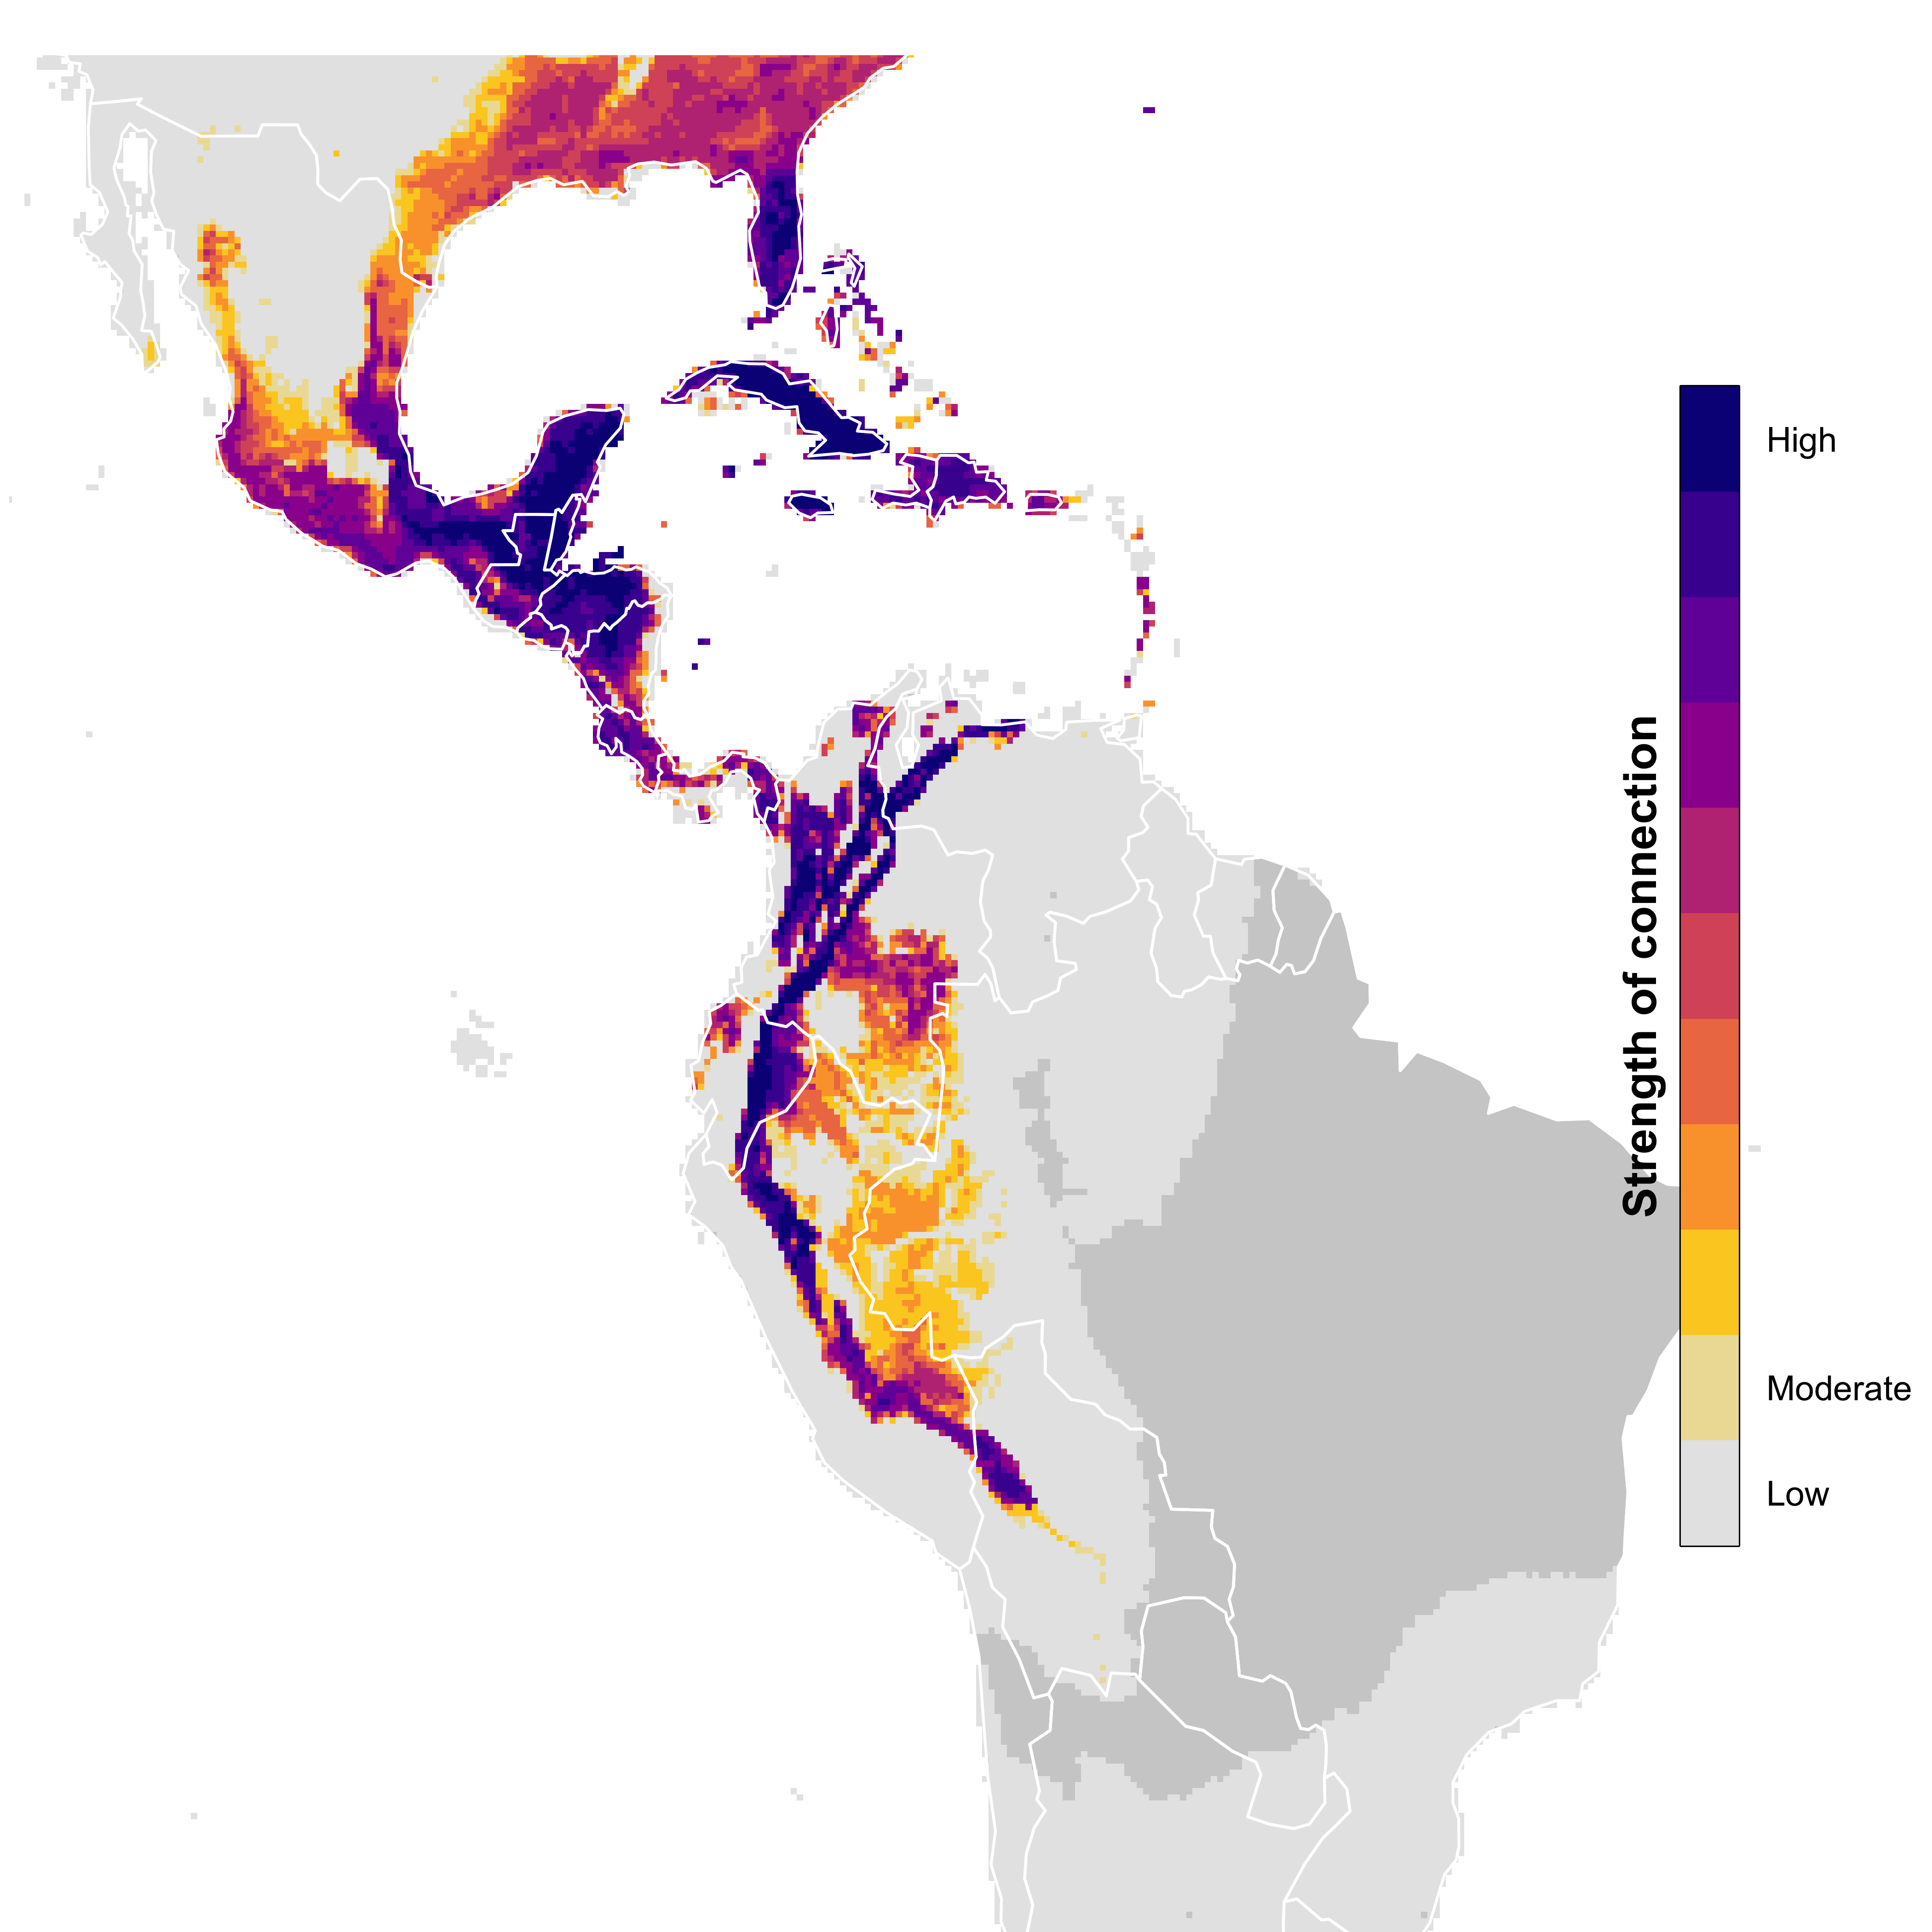 High
Strength of connection
Moderate
Low